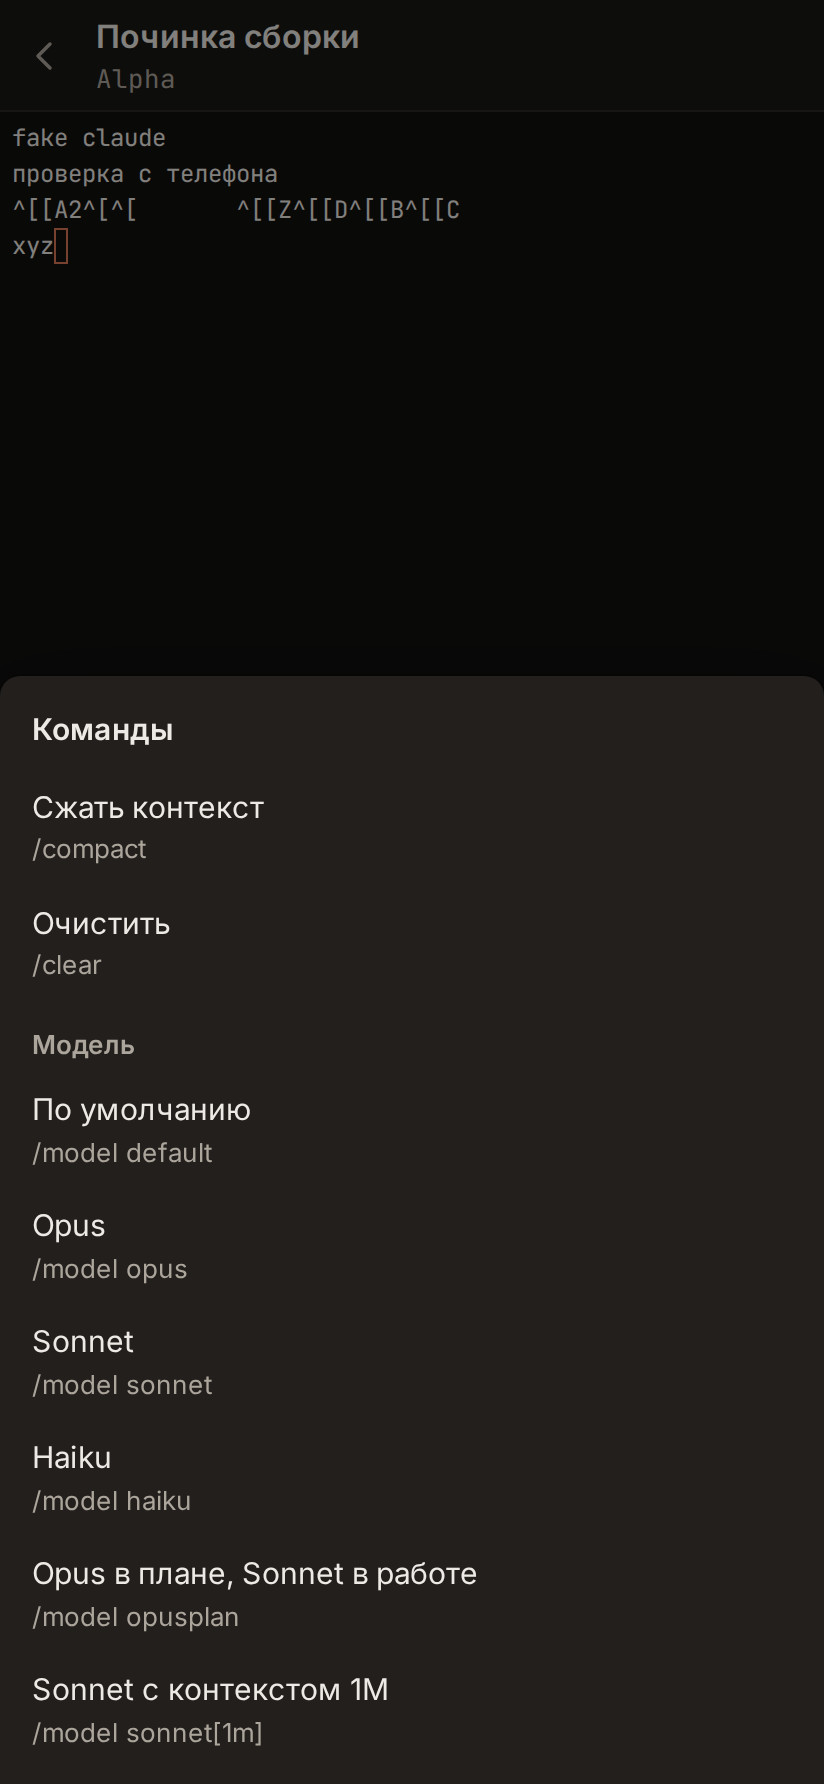 Починка сборки
Alpha
fake claude
проверка с телефона
^[[A2^[^[       ^[[Z^[[D^[[B^[[C
xyz
Команды
Сжать контекст
/compact
Очистить
/clear
Модель
По умолчанию
/model default
Opus
/model opus
Sonnet
/model sonnet
Haiku
/model haiku
Opus в плане, Sonnet в работе
/model opusplan
Sonnet с контекстом 1M
/model sonnet[1m]